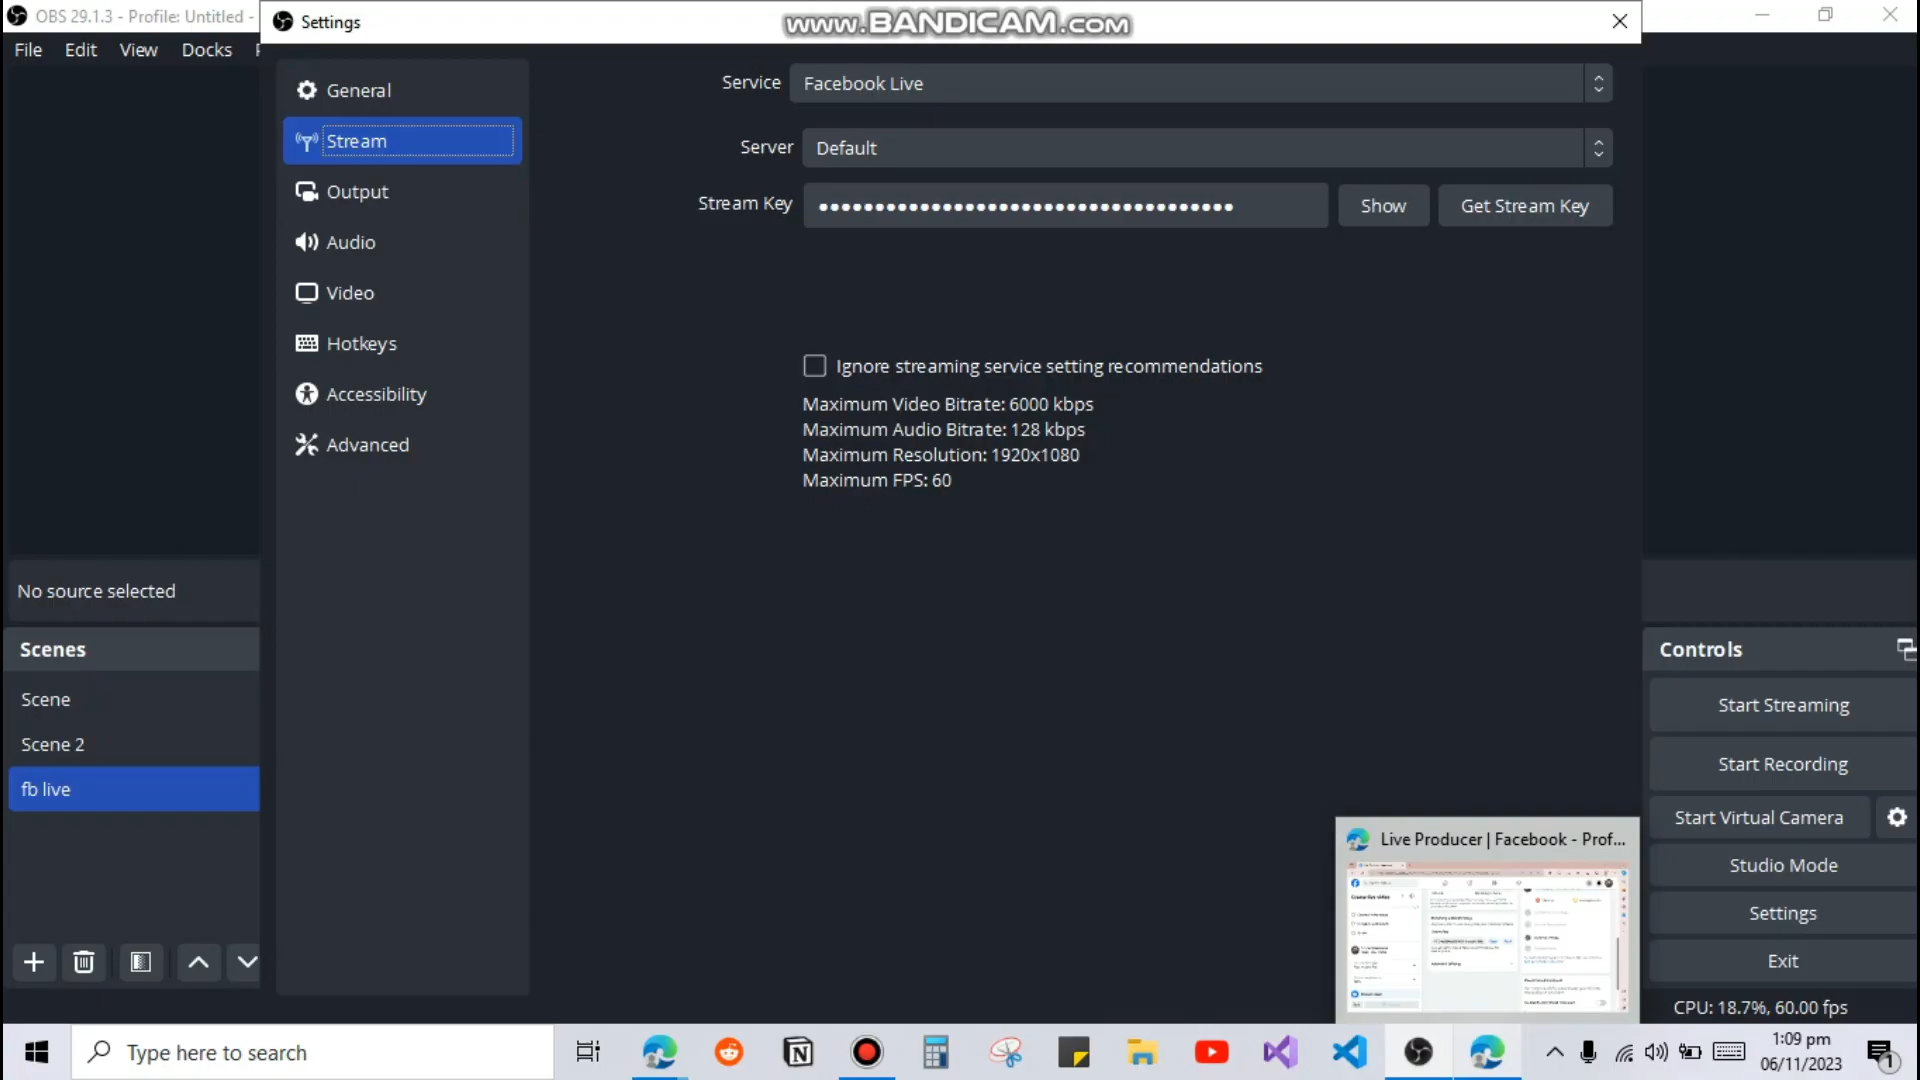 OBS 29.1.3 - Profile: Untitled -
Settings
www.BANDICAM.com
File Edit View Docks
General
Stream
Output
Audio
Video
Hotkeys
Accessibility
Advanced
Service Facebook Live
Server Default
Stream Key Show Get Stream Key
Ignore streaming service setting recommendations
Maximum Video Bitrate: 6000 kbps
Maximum Audio Bitrate: 128 kbps
Maximum Resolution: 1920x1080
Maximum FPS: 60
No source selected
Scenes
Scene
Scene 2
fb live
Controls
Start Streaming
Start Recording
Start Virtual Camera
Studio Mode
Settings
Exit
CPU: 18.7%, 60.00 fps
Live Producer | Facebook - Prof...
Type here to search
1:09 pm
06/11/2023
1